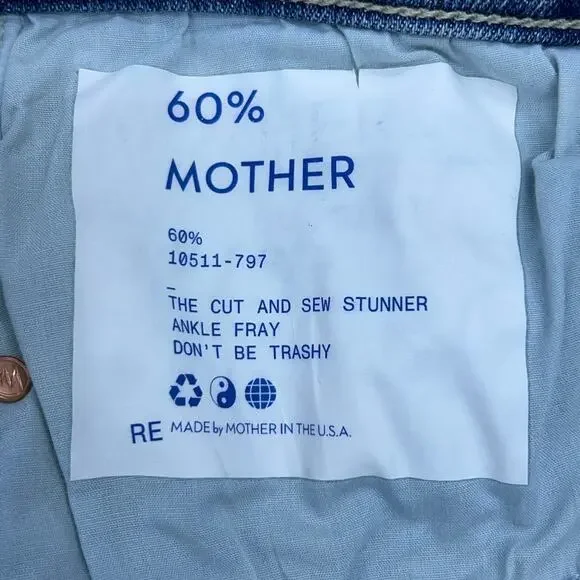 60%
MOTHER
60%
10511-797
_
THE CUT AND SEW STUNNER
ANKLE FRAY
DON'T BE TRASHY
RE MADE by MOTHER IN THE U.S.A.